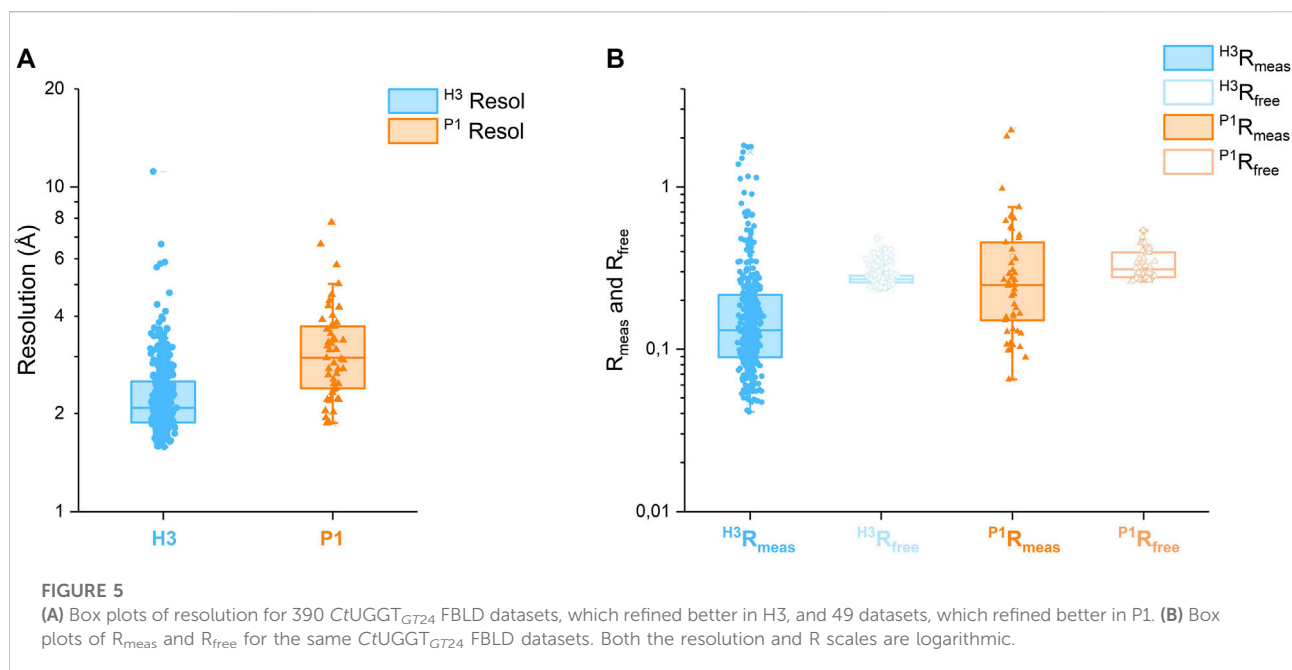 A
20
10
8
6
4
2
1
Resolution (Å)
H3 Resol
P1 Resol
H3
P1
B
1
0,1
0,01
Rmeas and Rfree
H3Rmeas
H3Rfree
P1Rmeas
P1Rfree
H3Rmeas
H3Rfree
P1Rmeas
P1Rfree
FIGURE 5
(A) Box plots of resolution for 390 CtUGGTGT24 FBLD datasets, which refined better in H3, and 49 datasets, which refined better in P1. (B) Box
plots of Rmeas and Rfree for the same CtUGGTGT24 FBLD datasets. Both the resolution and R scales are logarithmic.